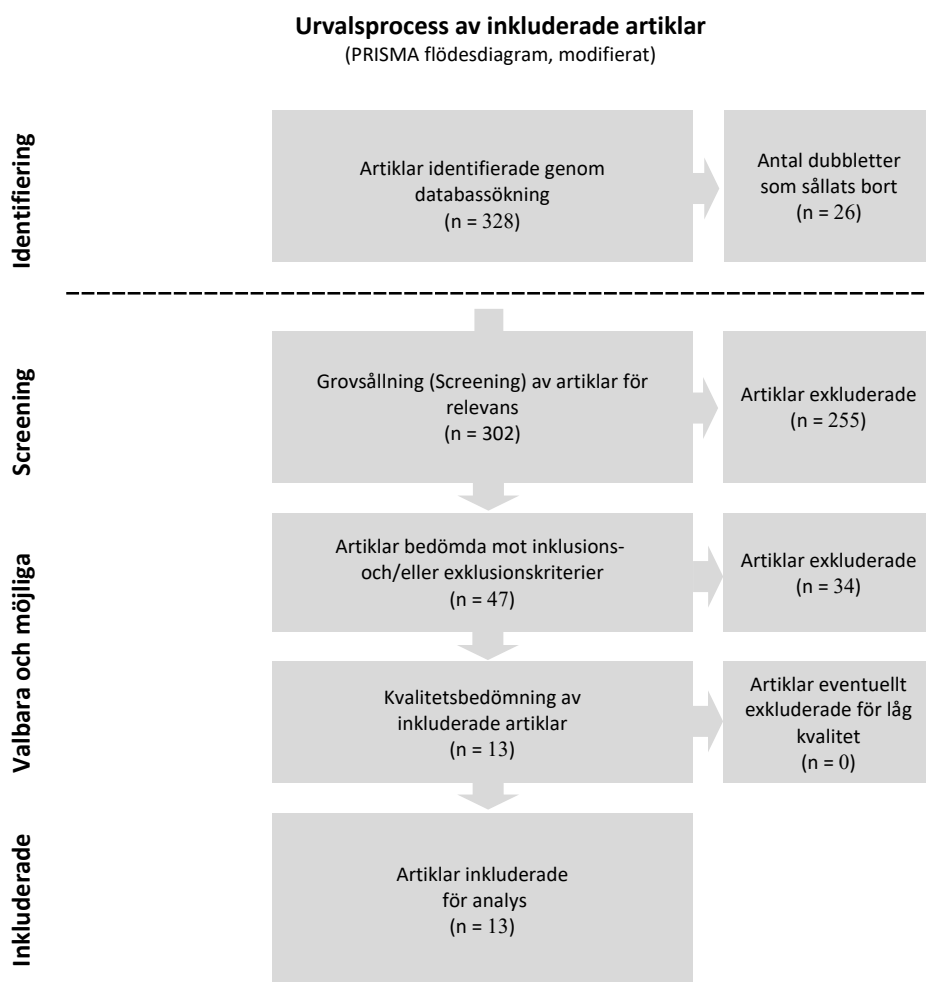 Urvalsprocess av inkluderade artiklar
(PRISMA flödesdiagram, modifierat)
Identifiering
Artiklar identifierade genom
databassökning
(n = 328)
Antal dubbletter
som sållats bort
(n = 26)
Screening
Grovsållning (Screening) av artiklar för
relevans
(n = 302)
Artiklar exkluderade
(n = 255)
Valbara och möjliga
Artiklar bedömda mot inklusions-
och/eller exklusionskriterier
(n = 47)
Artiklar exkluderade
(n = 34)
Kvalitetsbedömning av
inkluderade artiklar
(n = 13)
Artiklar eventuellt
exkluderade för låg
kvalitet
(n = 0)
Inkluderade
Artiklar inkluderade
för analys
(n = 13)